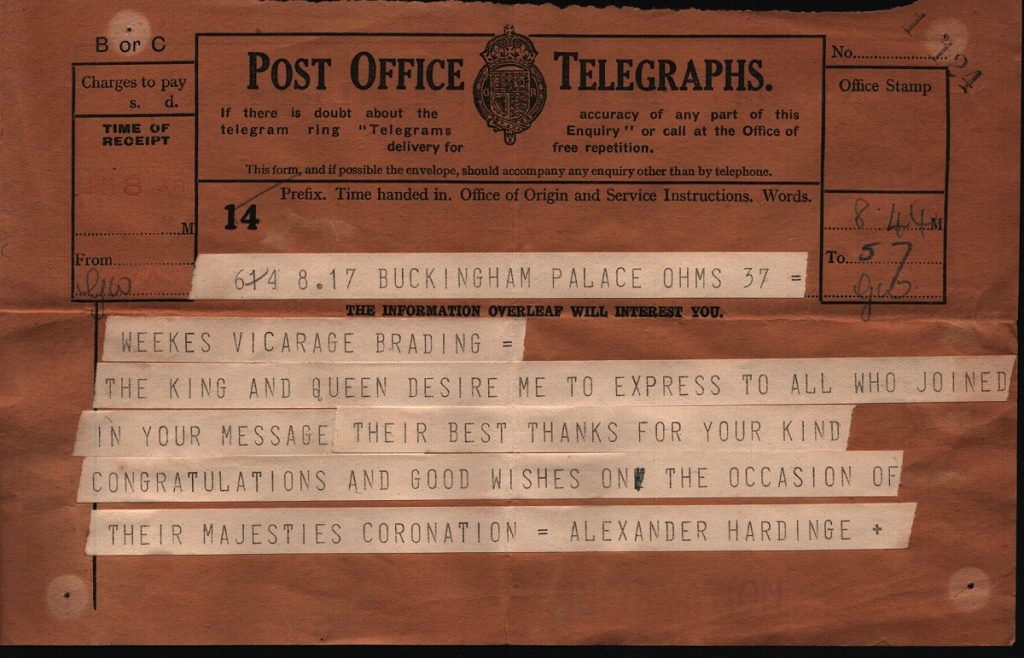 B or C
Charges to pay
s. d.
TIME OF
RECEIPT
M
From
POST OFFICE TELEGRAPHS.
If there is doubt about the accuracy of any part of this
telegram ring "Telegrams Enquiry" or call at the Office of
delivery for free repetition.
This form, and if possible the envelope, should accompany any enquiry other than by telephone.
Prefix. Time handed in. Office of Origin and Service Instructions. Words.
14
No.
1 124
Office Stamp
8.44 M
To 57
614 8.17 BUCKINGHAM PALACE OHMS 37 =
THE INFORMATION OVERLEAF WILL INTEREST YOU.
WEEKES VICARAGE BRADING =
THE KING AND QUEEN DESIRE ME TO EXPRESS TO ALL WHO JOINED
IN YOUR MESSAGE THEIR BEST THANKS FOR YOUR KIND
CONGRATULATIONS AND GOOD WISHES ON THE OCCASION OF
THEIR MAJESTIES CORONATION = ALEXANDER HARDINGE +